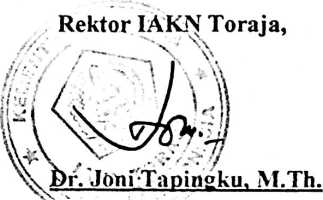 Rektor IAKN Toraja,
Dr. Joni Tapingku, M.Th.